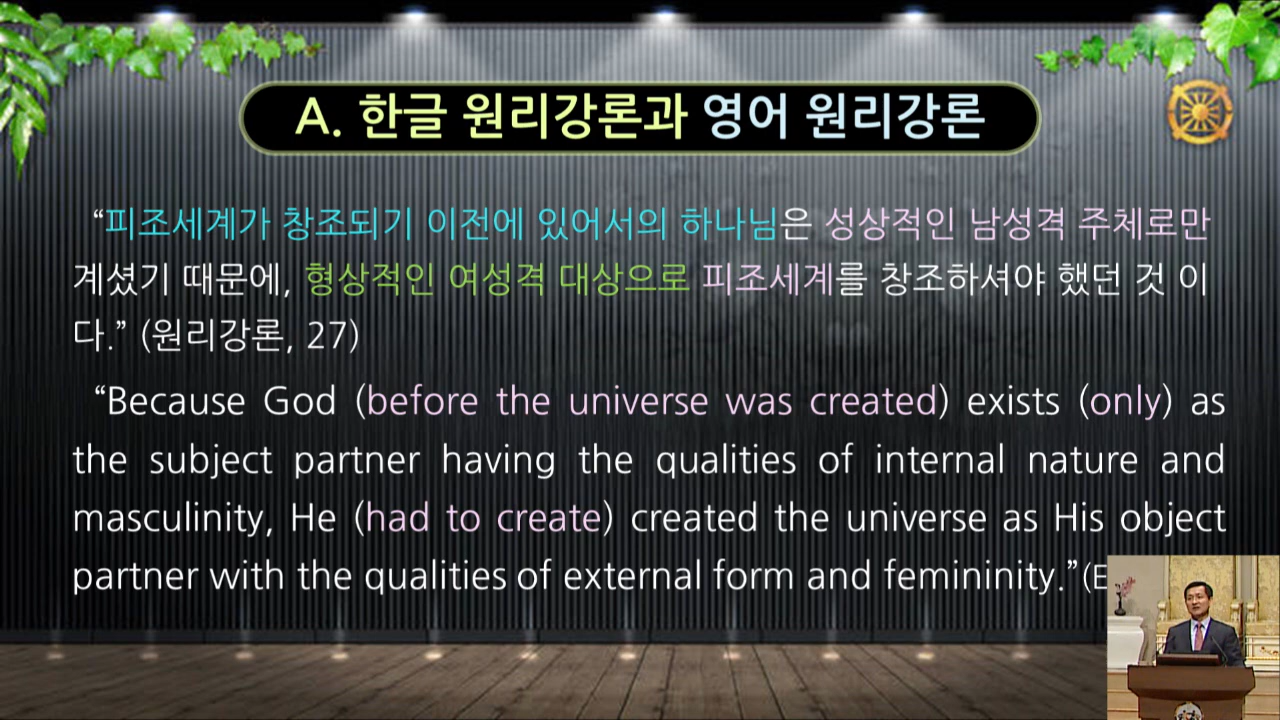 A. 한글 원리강론과 영어 원리강론
“피조세계가 창조되기 이전에 있어서의 하나님은 성상적인 남성격 주체로만
계셨기 때문에, 형상적인 여성격 대상으로 피조세계를 창조하셔야 했던 것 이
다.” (원리강론, 27)
“Because God (before the universe was created) exists (only) as
the subject partner having the qualities of internal nature and
masculinity, He (had to create) created the universe as His object
partner with the qualities of external form and femininity.”